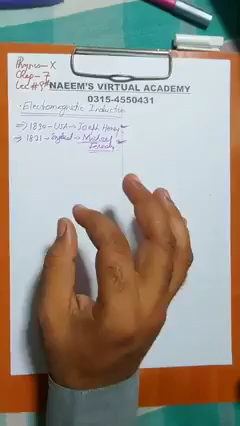 Physics-X
Chap-7
Lec#
NAEEM'S VIRTUAL ACADEMY
0315-4550431
Electromagnetic Induction
⇒ 1830 - USA → Joseph Henry
⇒ 1831 - England → Michael
Faraday